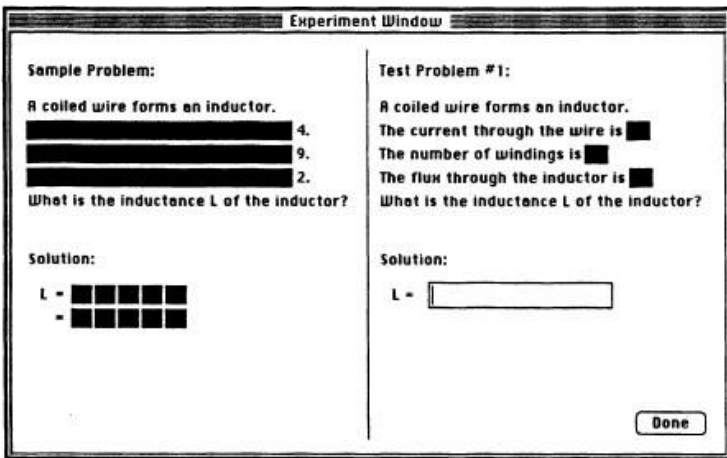 Experiment Window
Sample Problem:
A coiled wire forms an inductor.
4.
9.
2.
What is the inductance L of the inductor?
Solution:
L =
=
Test Problem #1:
A coiled wire forms an inductor.
The current through the wire is
The number of windings is
The flux through the inductor is
What is the inductance L of the inductor?
Solution:
L =
Done